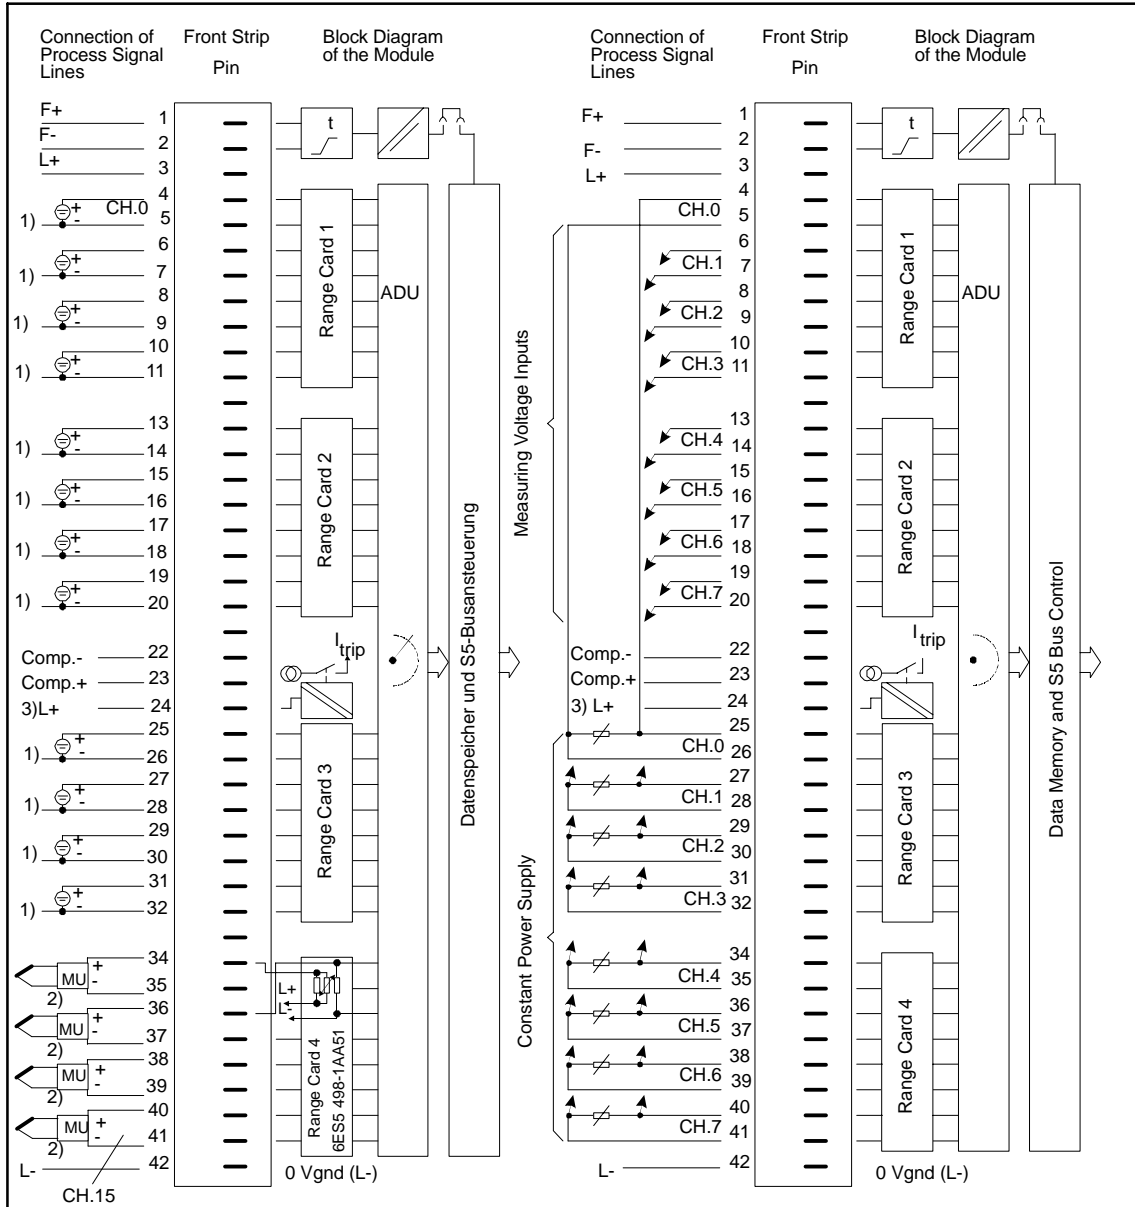 Connection of
Process Signal
Lines
Front Strip
Pin
Block Diagram
of the Module
F+
1
F-
2
L+
3
t
4
CH.0
+
-
1)
5
6
+
-
1)
7
8
+
-
1)
9
10
+
-
1)
11
13
+
-
1)
14
15
+
-
1)
16
17
+
-
1)
18
19
+
-
1)
20
Comp.-
22
Comp.+
23
3)L+
24
25
+
-
1)
26
27
+
-
1)
28
29
+
-
1)
30
31
+
-
1)
32
34
MU
+
-
2)
35
36
MU
+
-
2)
37
38
MU
+
-
2)
39
40
MU
+
-
2)
41
L-
42
CH.15
Range Card 1
Range Card 2
I trip
Range Card 3
L+
L-
Range Card 4
6ES5 498-1AA51
0 Vgnd (L-)
ADU
Datenspeicher und S5-Busansteuerung
Connection of
Process Signal
Lines
Front Strip
Pin
Block Diagram
of the Module
F+
1
F-
2
L+
3
t
4
CH.0
5
6
CH.1
7
8
CH.2
9
10
CH.3
11
13
CH.4
14
15
CH.5
16
17
CH.6
18
19
CH.7
20
Measuring Voltage Inputs
Comp.-
22
Comp.+
23
3) L+
24
25
CH.0
26
27
CH.1
28
29
CH.2
30
31
CH.3
32
34
CH.4
35
36
CH.5
37
38
CH.6
39
40
CH.7
41
Constant Power Supply
L-
42
Range Card 1
Range Card 2
I trip
Range Card 3
Range Card 4
0 Vgnd (L-)
ADU
Data Memory and S5 Bus Control